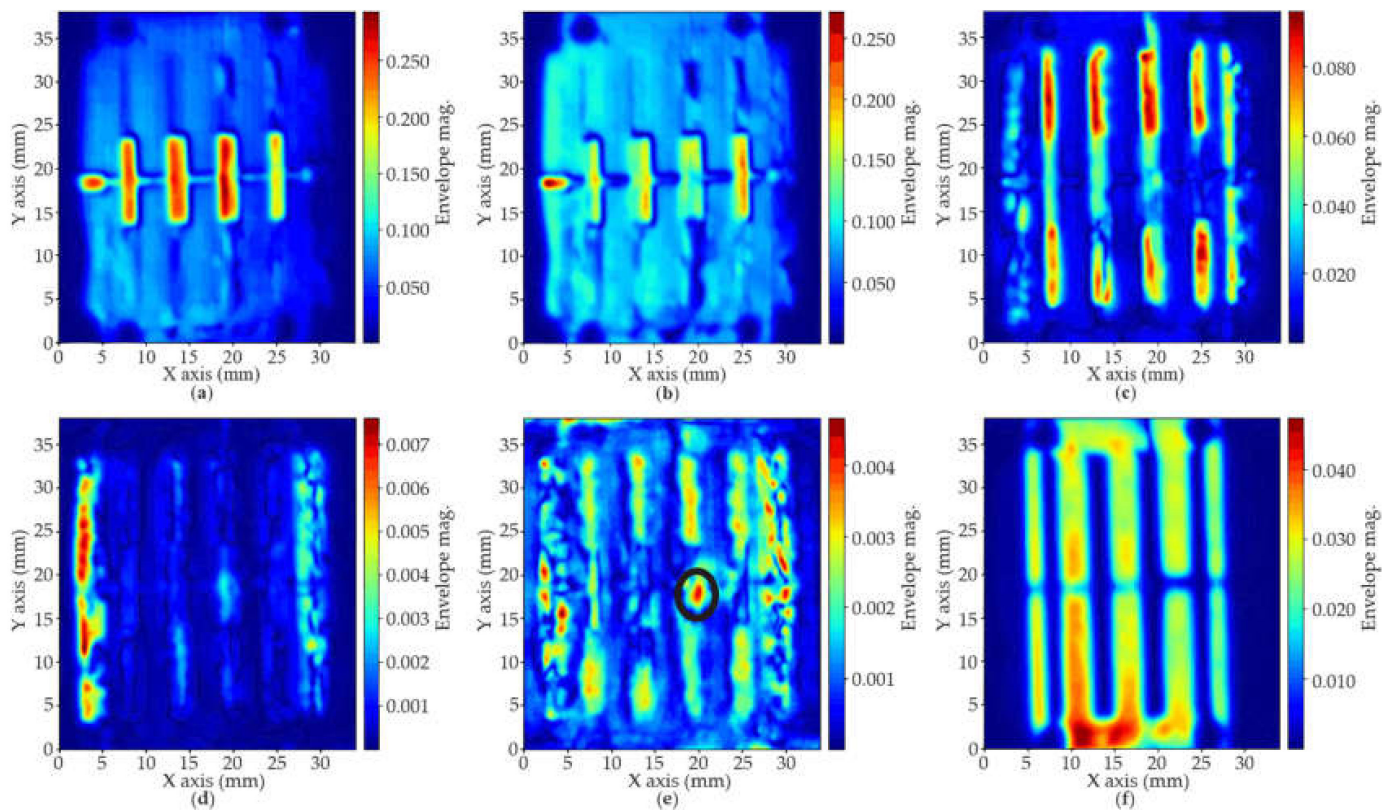 35
30
25
20
15
10
5
0
0 5 10 15 20 25 30
Y axis (mm)
X axis (mm)
0.250
0.200
0.150
0.100
0.050
Envelope mag.
(a)
35
30
25
20
15
10
5
0
0 5 10 15 20 25 30
Y axis (mm)
X axis (mm)
0.250
0.200
0.150
0.100
0.050
Envelope mag.
(b)
35
30
25
20
15
10
5
0
0 5 10 15 20 25 30
Y axis (mm)
X axis (mm)
0.080
0.060
0.040
0.020
Envelope mag.
(c)
35
30
25
20
15
10
5
0
0 5 10 15 20 25 30
Y axis (mm)
X axis (mm)
0.007
0.006
0.005
0.004
0.003
0.002
0.001
Envelope mag.
(d)
35
30
25
20
15
10
5
0
0 5 10 15 20 25 30
Y axis (mm)
X axis (mm)
0.004
0.003
0.002
0.001
Envelope mag.
(e)
35
30
25
20
15
10
5
0
0 5 10 15 20 25 30
Y axis (mm)
X axis (mm)
0.040
0.030
0.020
0.010
Envelope mag.
(f)